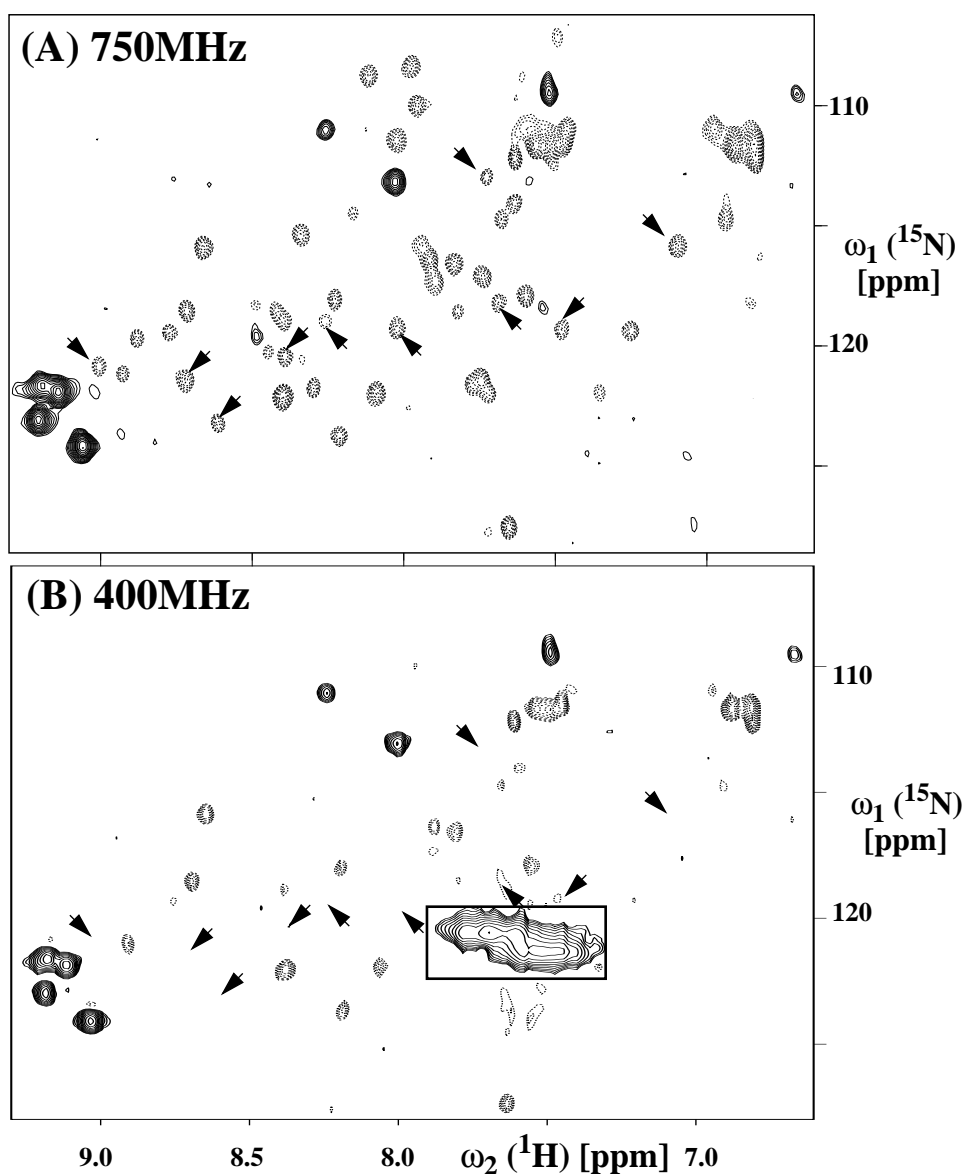 (A) 750MHz
110
ω₁ (¹⁵N)
[ppm]
120
(B) 400MHz
110
ω₁ (¹⁵N)
[ppm]
120
9.0 8.5 8.0 ω₂ (¹H) [ppm] 7.0